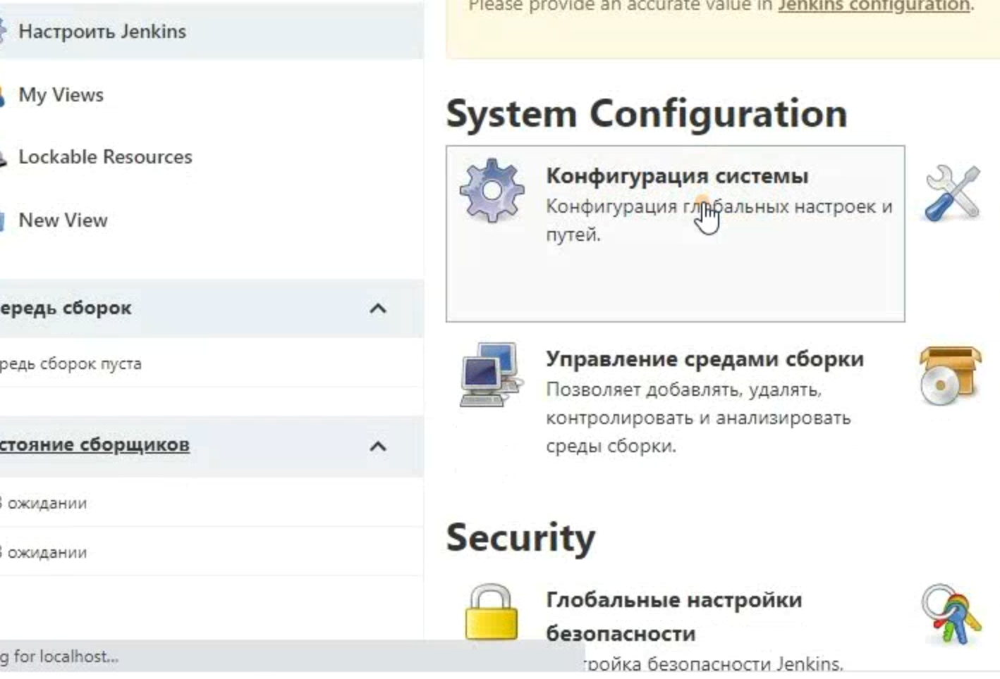 Please provide an accurate value in Jenkins configuration.
Настроить Jenkins
My Views
Lockable Resources
New View
ередь сборок
редь сборок пуста
стояние сборщиков
В ожидании
В ожидании
System Configuration
Конфигурация системы
Конфигурация глобальных настроек и
путей.
Управление средами сборки
Позволяет добавлять, удалять,
контролировать и анализировать
среды сборки.
Security
Глобальные настройки
безопасности
тройка безопасности Jenkins.
g for localhost...